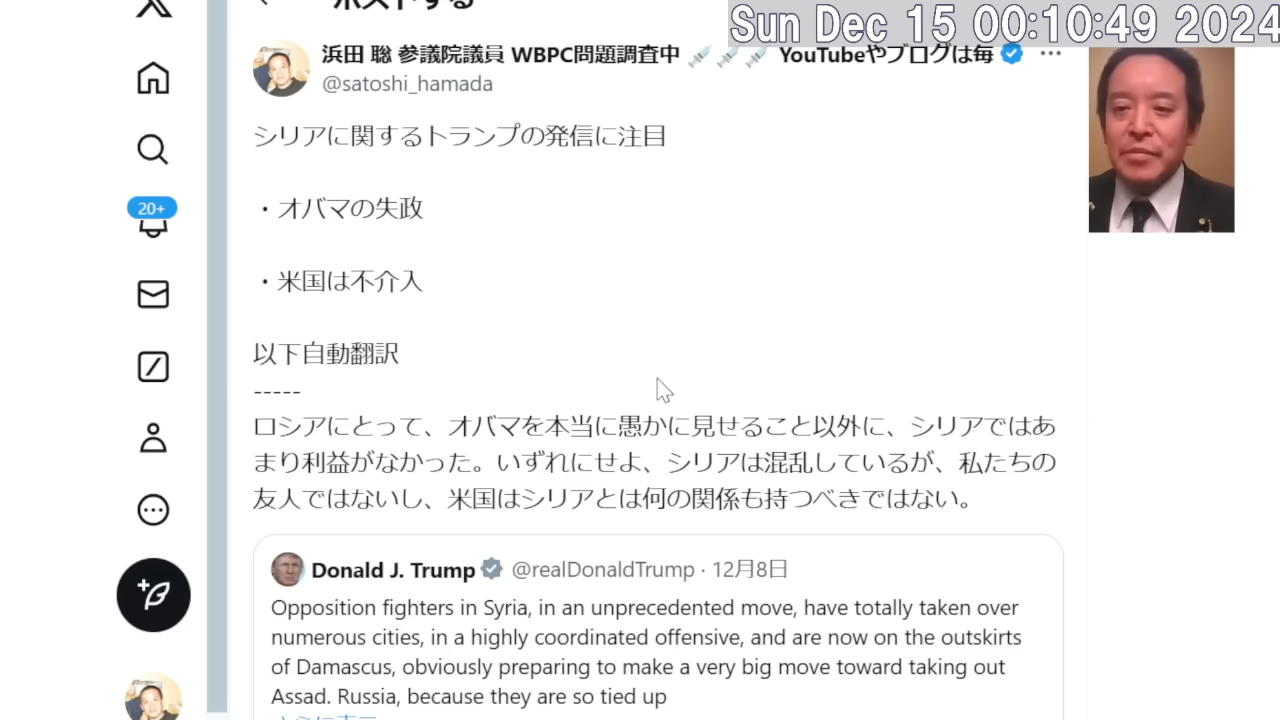 ポストする
Sun Dec 15 00:10:49 2024
浜田 聡 参議院議員 WBPC問題調査中 💉💉💉 YouTubeやブログは毎
@satoshi_hamada
シリアに関するトランプの発信に注目
・オバマの失政
・米国は不介入
以下自動翻訳
-----
ロシアにとって、オバマを本当に愚かに見せること以外に、シリアではあ
まり利益がなかった。いずれにせよ、シリアは混乱しているが、私たちの
友人ではないし、米国はシリアとは何の関係も持つべきではない。
20+
Donald J. Trump @realDonaldTrump · 12月8日
Opposition fighters in Syria, in an unprecedented move, have totally taken over
numerous cities, in a highly coordinated offensive, and are now on the outskirts
of Damascus, obviously preparing to make a very big move toward taking out
Assad. Russia, because they are so tied up
さらに表示